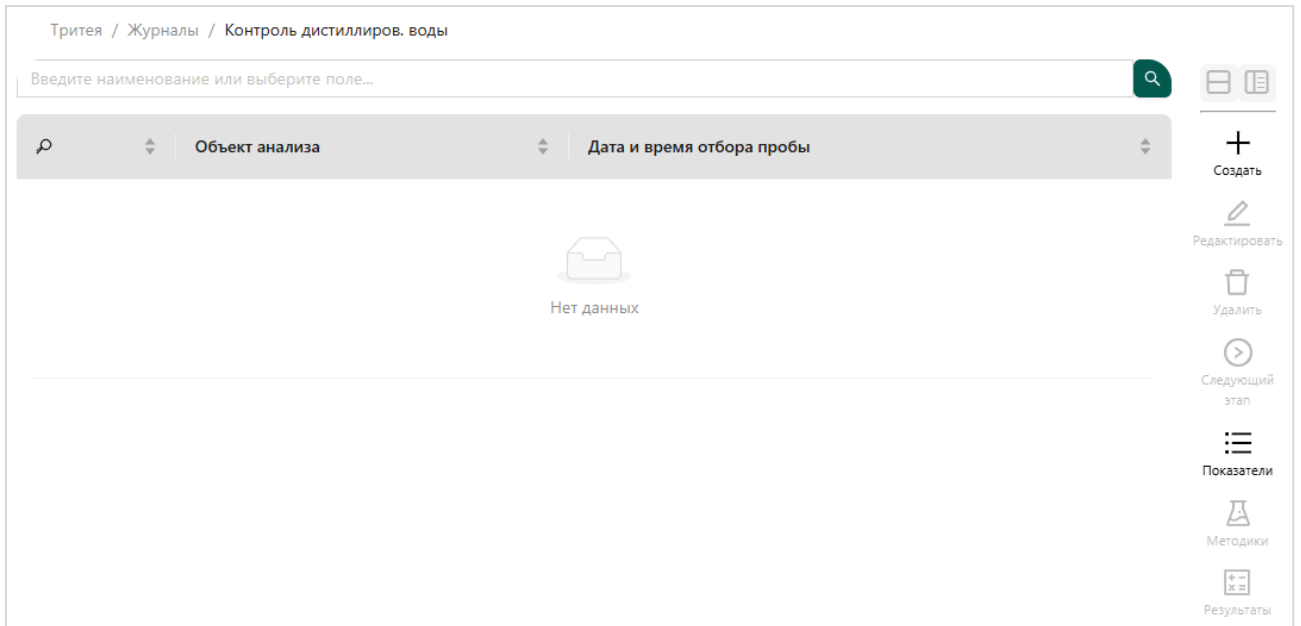 Тритея / Журналы / Контроль дистиллиров. воды
Введите наименование или выберите поле...
Объект анализа
Дата и время отбора пробы
Нет данных
Создать
Редактировать
Удалить
Следующий
этап
Показатели
Методики
Результаты